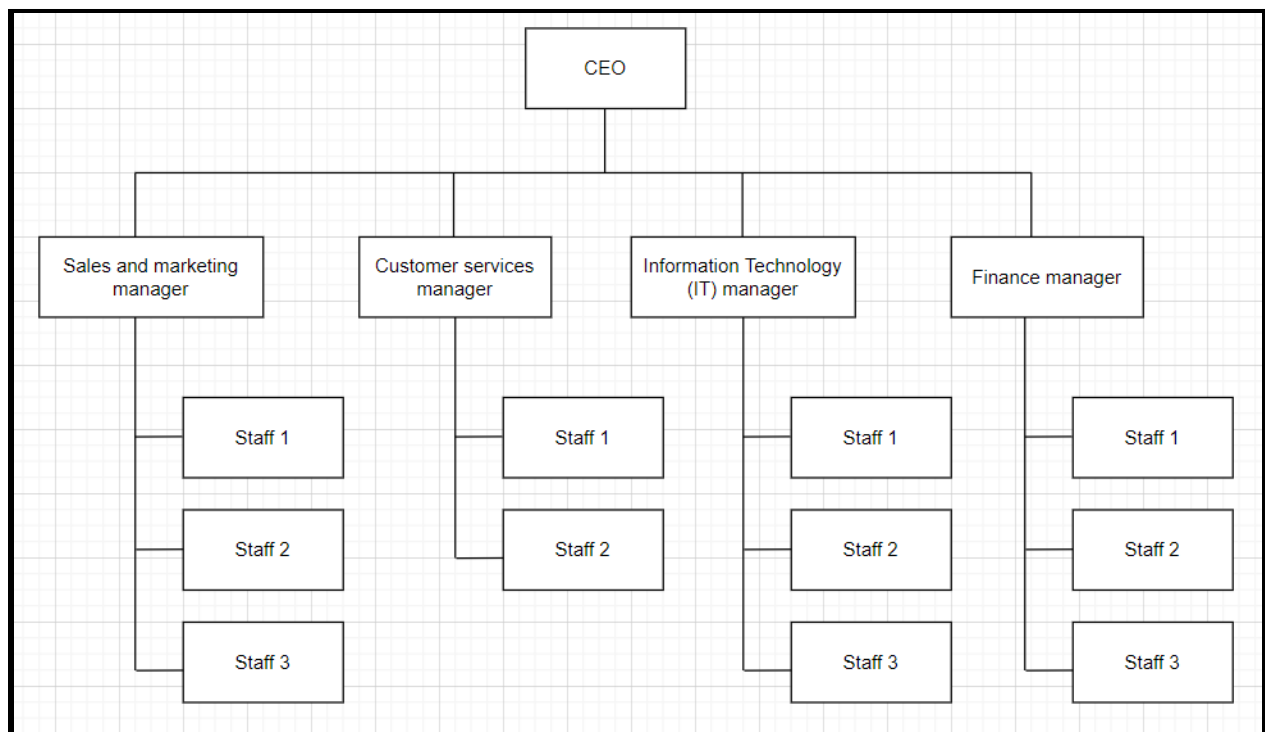 CEO
Sales and marketing
manager
Customer services
manager
Information Technology
(IT) manager
Finance manager
Staff 1
Staff 1
Staff 1
Staff 1
Staff 2
Staff 2
Staff 2
Staff 2
Staff 3
Staff 3
Staff 3